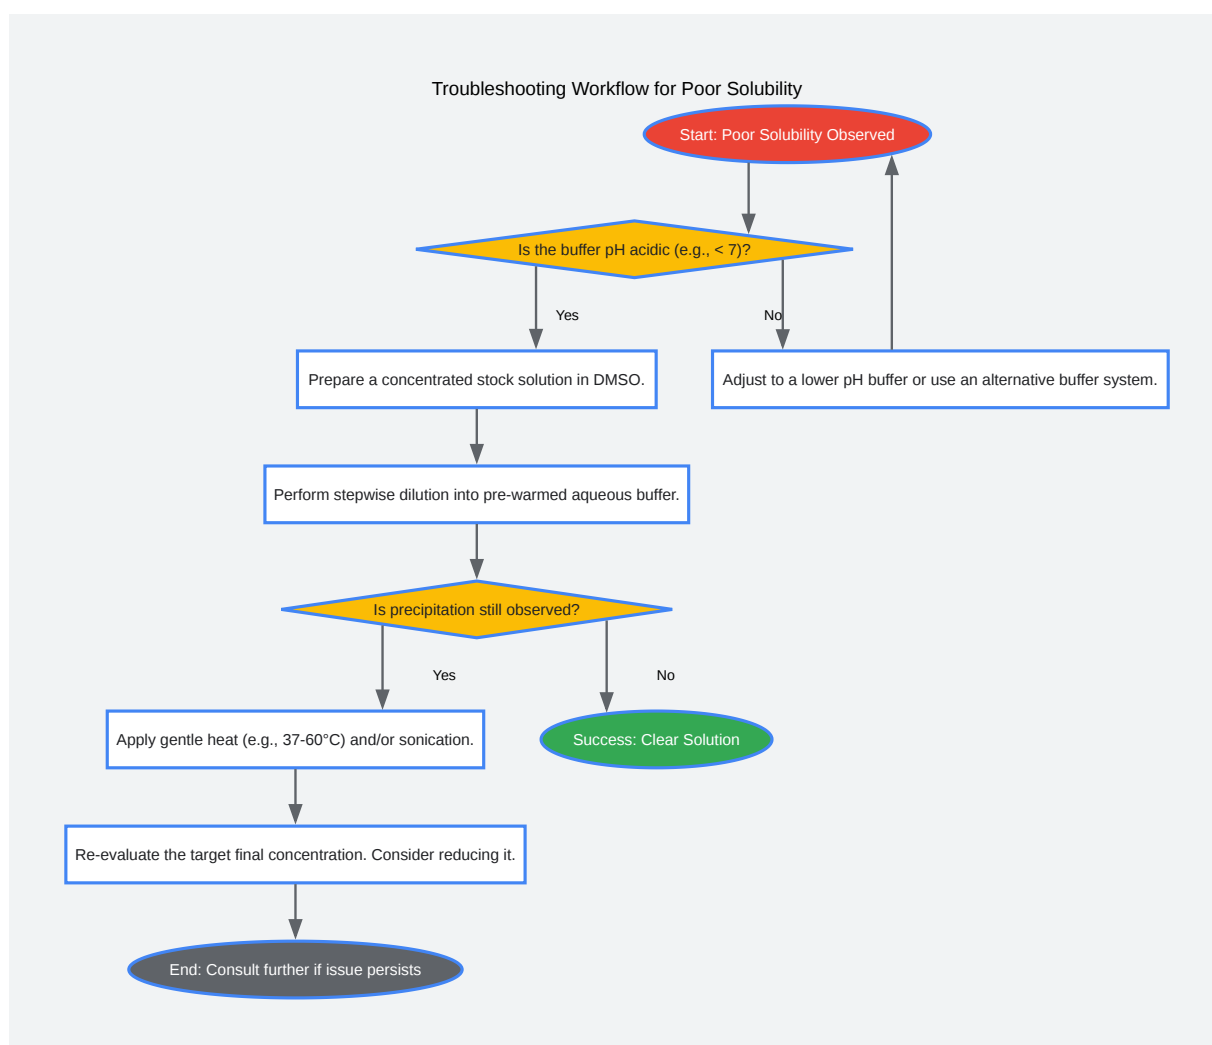 Troubleshooting Workflow for Poor Solubility
Start: Poor Solubility Observed
Is the buffer pH acidic (e.g., < 7)?
Yes
No
Prepare a concentrated stock solution in DMSO.
Adjust to a lower pH buffer or use an alternative buffer system.
Perform stepwise dilution into pre-warmed aqueous buffer.
Is precipitation still observed?
Yes
No
Apply gentle heat (e.g., 37-60°C) and/or sonication.
Success: Clear Solution
Re-evaluate the target final concentration. Consider reducing it.
End: Consult further if issue persists